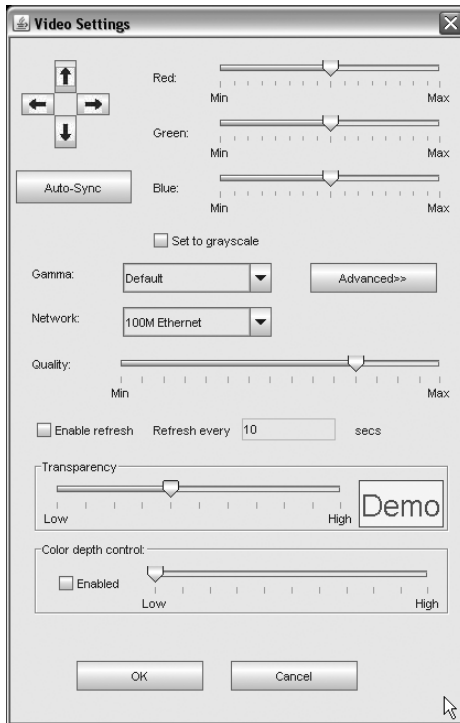 Video Settings
Red:
Min Max
Green:
Min Max
Auto-Sync
Blue:
Min Max
Set to grayscale
Gamma: Default Advanced>>
Network: 100M Ethernet
Quality:
Min Max
Enable refresh Refresh every 10 secs
Transparency
Low High
Demo
Color depth control:
Enabled
Low High
OK Cancel